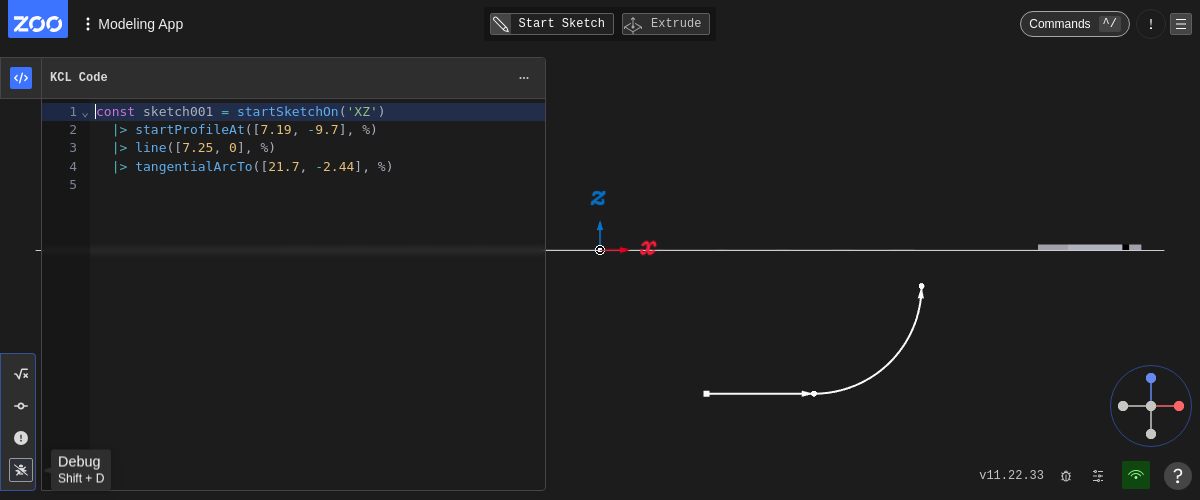 ZOO
Modeling App
Start Sketch
Extrude
Commands ^/
!
</>
KCL Code
...
1 const sketch001 = startSketchOn('XZ')
2 |> startProfileAt([7.19, -9.7], %)
3 |> line([7.25, 0], %)
4 |> tangentialArcTo([21.7, -2.44], %)
5
z
x
√x
Debug
Shift + D
v11.22.33
?